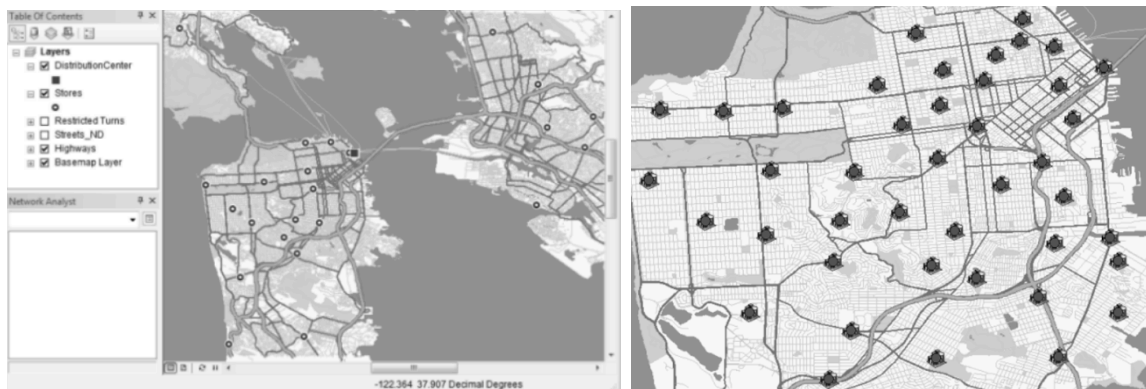 Table Of Contents
Layers
DistributionCenter
Stores
Restricted Turns
Streets_ND
Highways
Basemap Layer
Network Analyst
-122.364 37.907 Decimal Degrees